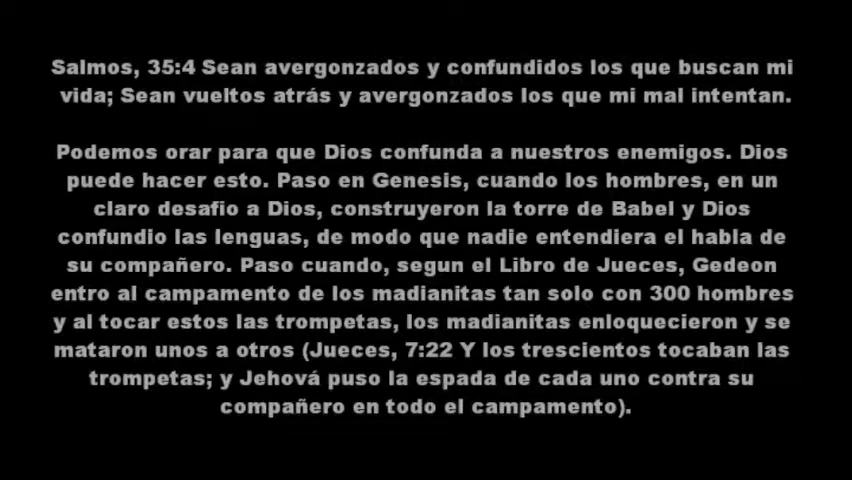 Salmos, 35:4 Sean avergonzados y confundidos los que buscan mi
vida; Sean vueltos atrás y avergonzados los que mi mal intentan.
Podemos orar para que Dios confunda a nuestros enemigos. Dios
puede hacer esto. Paso en Genesis, cuando los hombres, en un
claro desafio a Dios, construyeron la torre de Babel y Dios
confundio las lenguas, de modo que nadie entendiera el habla de
su compañero. Paso cuando, segun el Libro de Jueces, Gedeon
entro al campamento de los madianitas tan solo con 300 hombres
y al tocar estos las trompetas, los madianitas enloquecieron y se
mataron unos a otros (Jueces, 7:22 Y los trescientos tocaban las
trompetas; y Jehová puso la espada de cada uno contra su
compañero en todo el campamento).